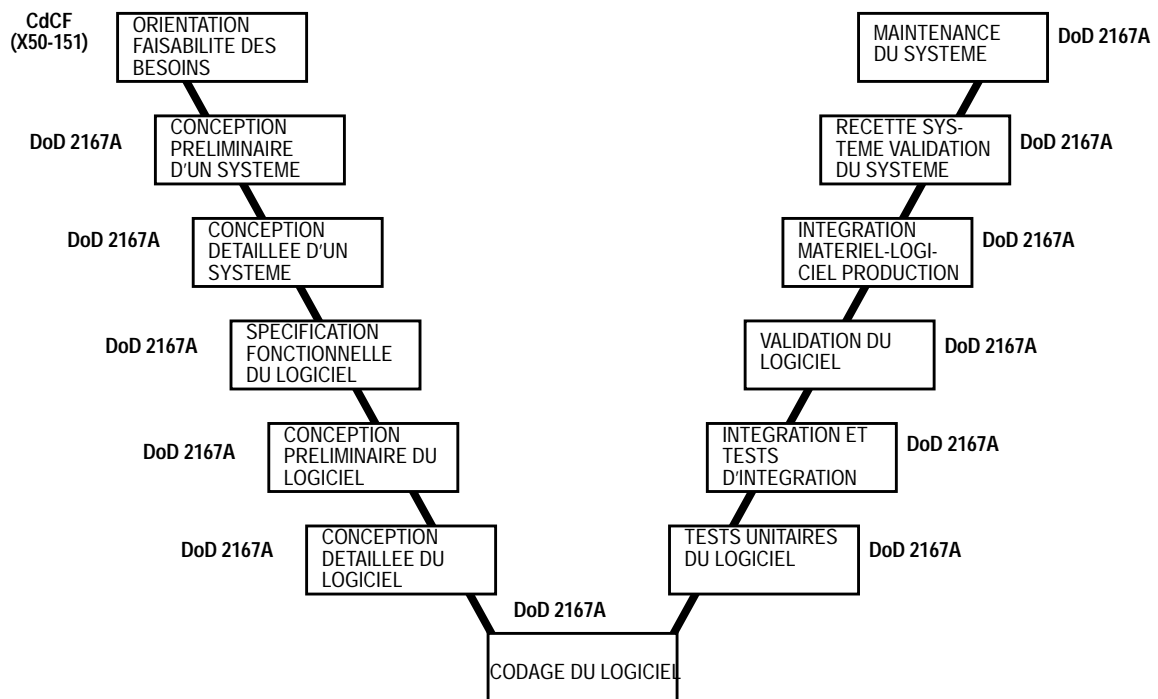 CdCF
(X50-151)
ORIENTATION
FAISABILITE DES
BESOINS
DoD 2167A
CONCEPTION
PRELIMINAIRE
D'UN SYSTEME
DoD 2167A
CONCEPTION
DETAILLEE D'UN
SYSTEME
DoD 2167A
SPECIFICATION
FONCTIONNELLE
DU LOGICIEL
DoD 2167A
CONCEPTION
PRELIMINAIRE DU
LOGICIEL
DoD 2167A
CONCEPTION
DETAILLEE DU
LOGICIEL
DoD 2167A
CODAGE DU LOGICIEL
TESTS UNITAIRES
DU LOGICIEL
DoD 2167A
INTEGRATION ET
TESTS
D'INTEGRATION
DoD 2167A
VALIDATION DU
LOGICIEL
DoD 2167A
INTEGRATION
MATERIEL-LOGI-
CIEL PRODUCTION
DoD 2167A
RECETTE SYS-
TEME VALIDATION
DU SYSTEME
DoD 2167A
MAINTENANCE
DU SYSTEME
DoD 2167A